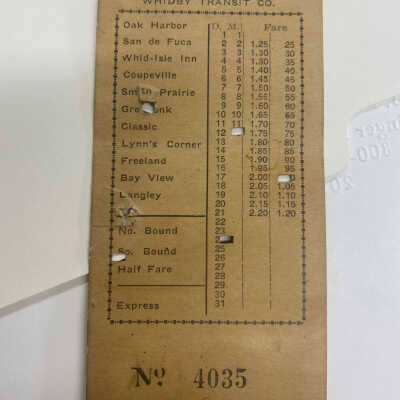 WHIDBY TRANSIT CO.
Oak Harbor
San de Fuca
Whid-Isle Inn
Coupeville
Prairie
Classic
Lynn's Corner
Freeland
Bay View
Langley
No. Bound
So. Bound
Half Fare
Express
D. M. Fare
1 1
2 2 1.25 25
3 3 1.30 30
4 4 1.35 35
5 5 1.40 40
6 6 1.45 45
7 7 1.50 50
8 8 1.55 55
9 9 1.60 60
10 10 1.65 65
11 11 1.70 70
12 1.75 75
13 1.80 80
14 1.85 85
15 1.90 90
16 1.95 95
17 2.00
18 2.05 1.05
19 2.10 1.10
20 2.15 1.15
21 2.20 1.20
22
23
25
26
27
28
29
30
31
No 4035